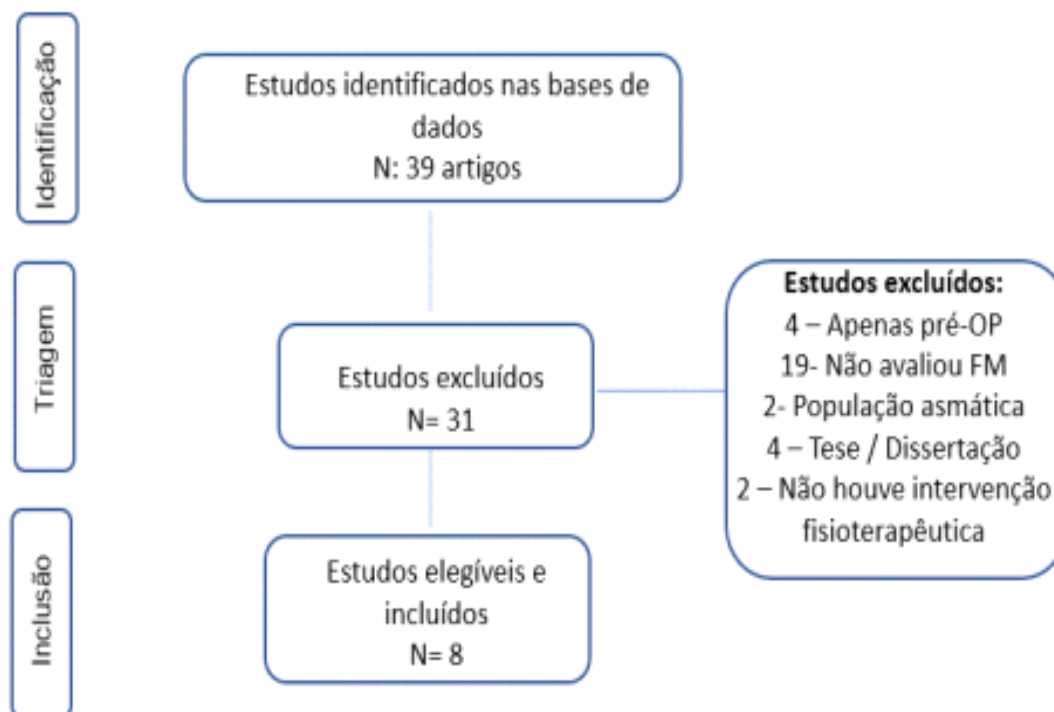 Identificação
Estudos identificados nas bases de
dados
N: 39 artigos
Triagem
Estudos excluídos
N= 31
Estudos excluídos:
4 – Apenas pré-OP
19- Não avaliou FM
2- População asmática
4 – Tese / Dissertação
2 – Não houve intervenção
fisioterapêutica
Inclusão
Estudos elegíveis e
incluídos
N= 8